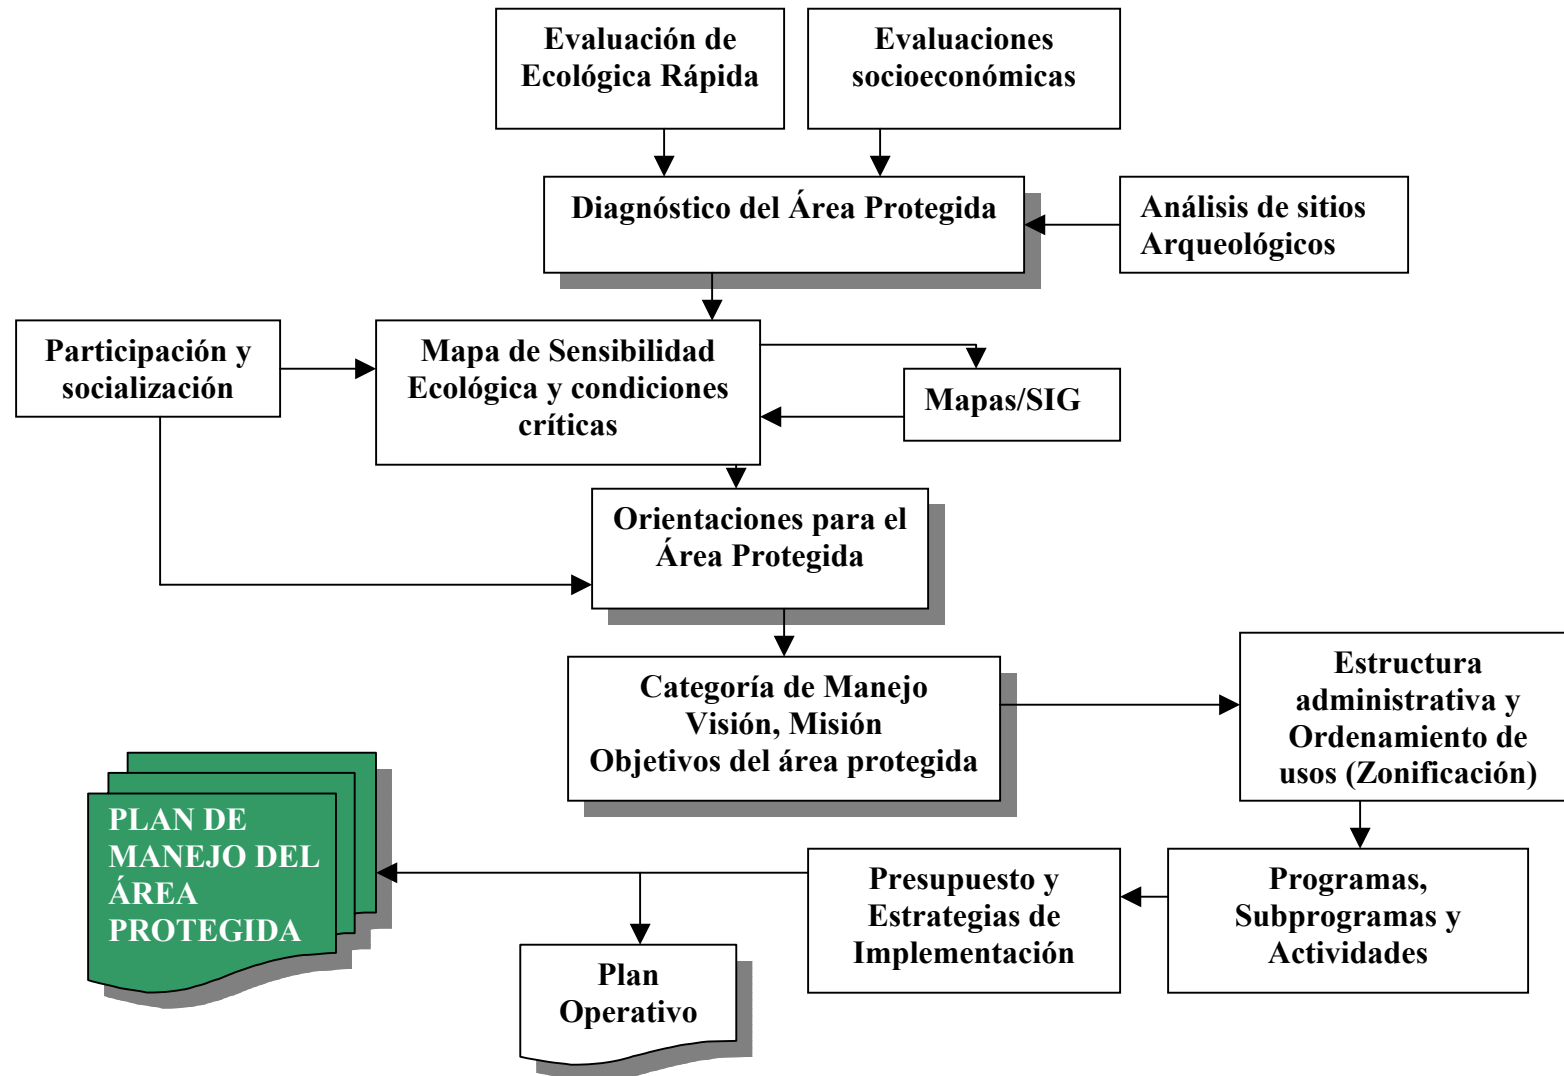 Evaluación de
Ecológica Rápida
Evaluaciones
socioeconómicas
Diagnóstico del Área Protegida
Análisis de sitios
Arqueológicos
Participación y
socialización
Mapa de Sensibilidad
Ecológica y condiciones
críticas
Mapas/SIG
Orientaciones para el
Área Protegida
Categoría de Manejo
Visión, Misión
Objetivos del área protegida
Estructura
administrativa y
Ordenamiento de
usos (Zonificación)
PLAN DE
MANEJO DEL
ÁREA
PROTEGIDA
Presupuesto y
Estrategias de
Implementación
Programas,
Subprogramas y
Actividades
Plan
Operativo